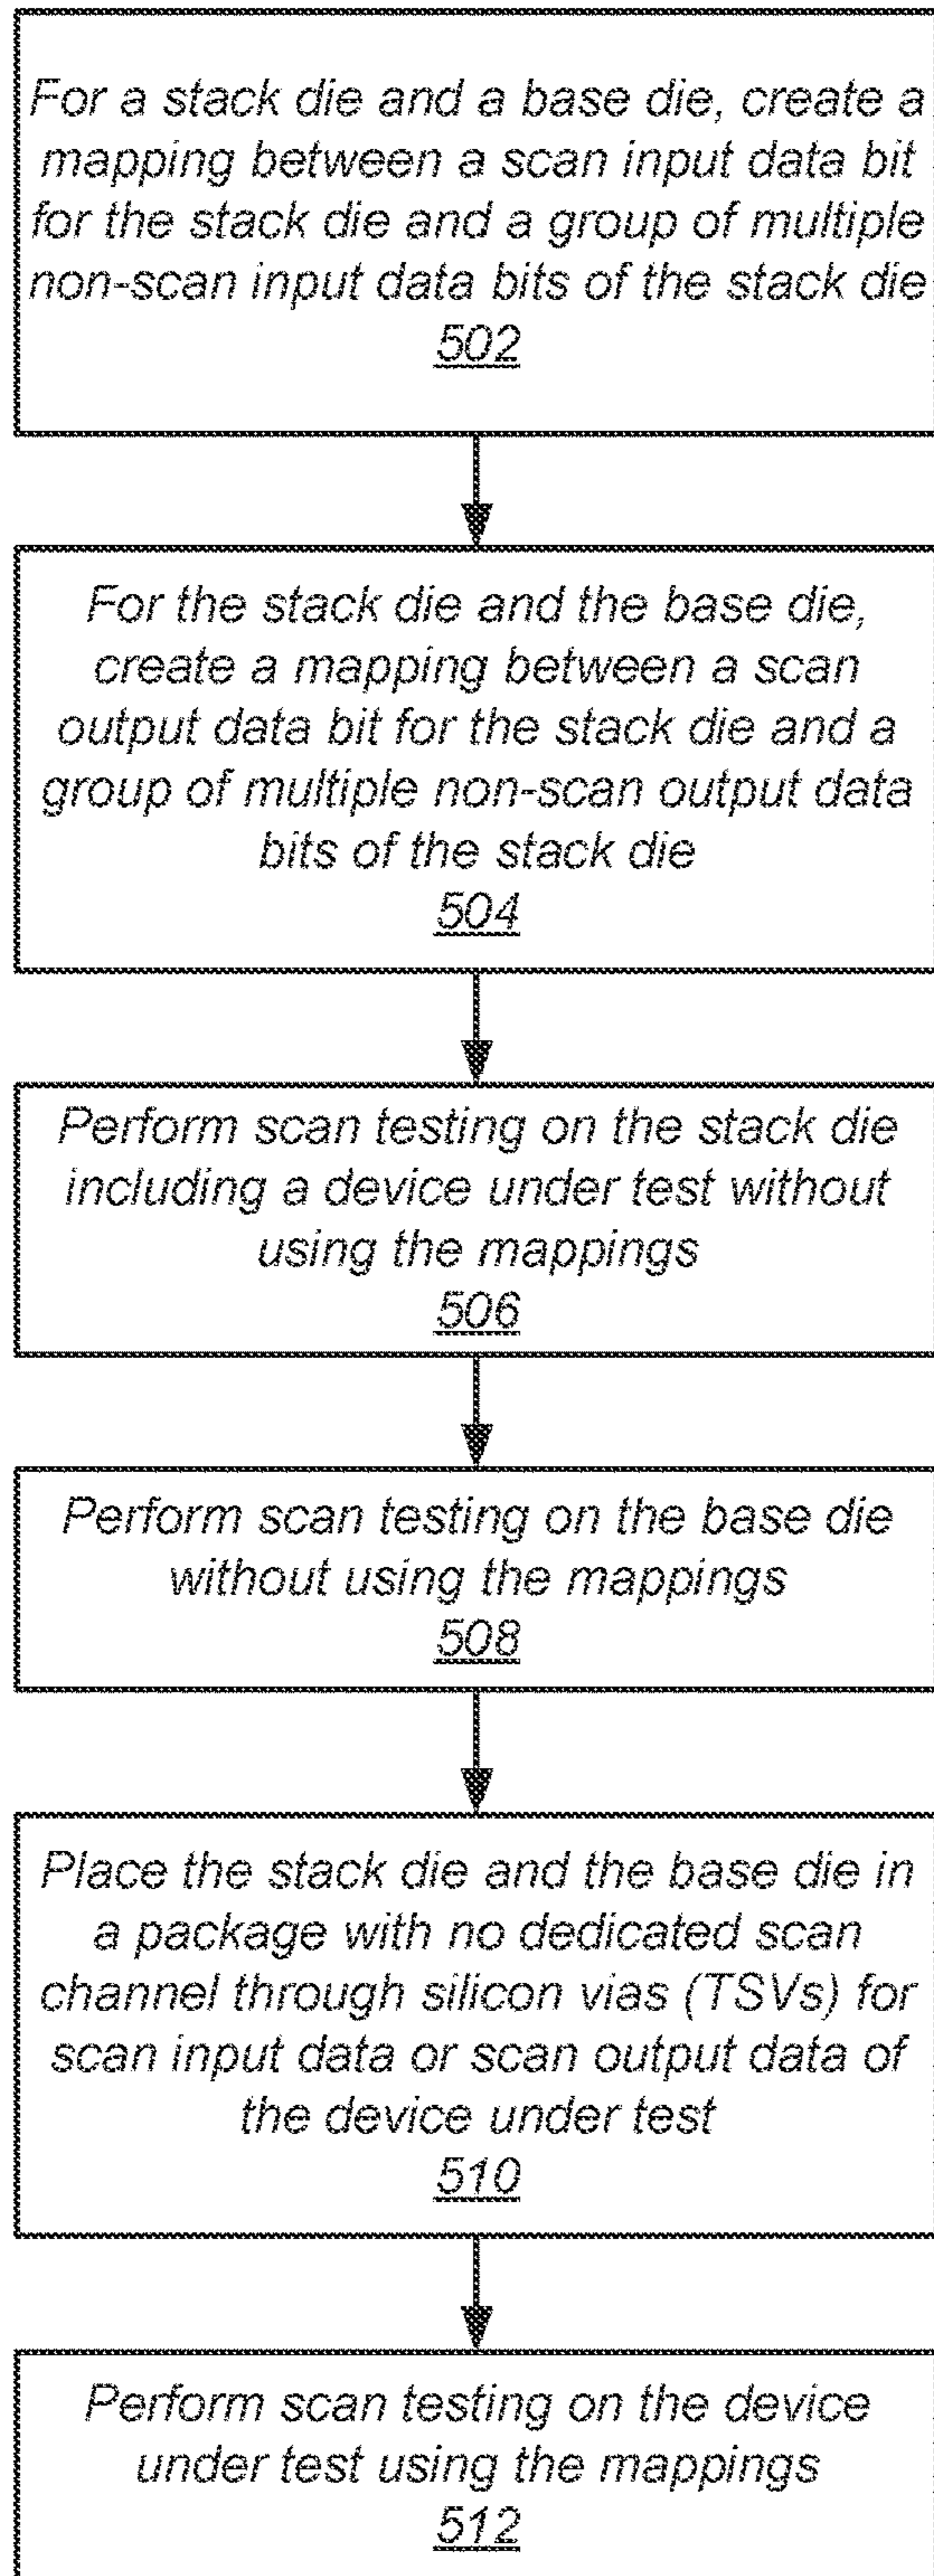 For a stack die and a base die, create a
mapping between a scan input data bit
for the stack die and a group of multiple
non-scan input data bits of the stack die
502
For the stack die and the base die,
create a mapping between a scan
output data bit for the stack die and a
group of multiple non-scan output data
bits of the stack die
504
Perform scan testing on the stack die
including a device under test without
using the mappings
506
Perform scan testing on the base die
without using the mappings
508
Place the stack die and the base die in
a package with no dedicated scan
channel through silicon vias (TSVs) for
scan input data or scan output data of
the device under test
510
Perform scan testing on the device
under test using the mappings
512